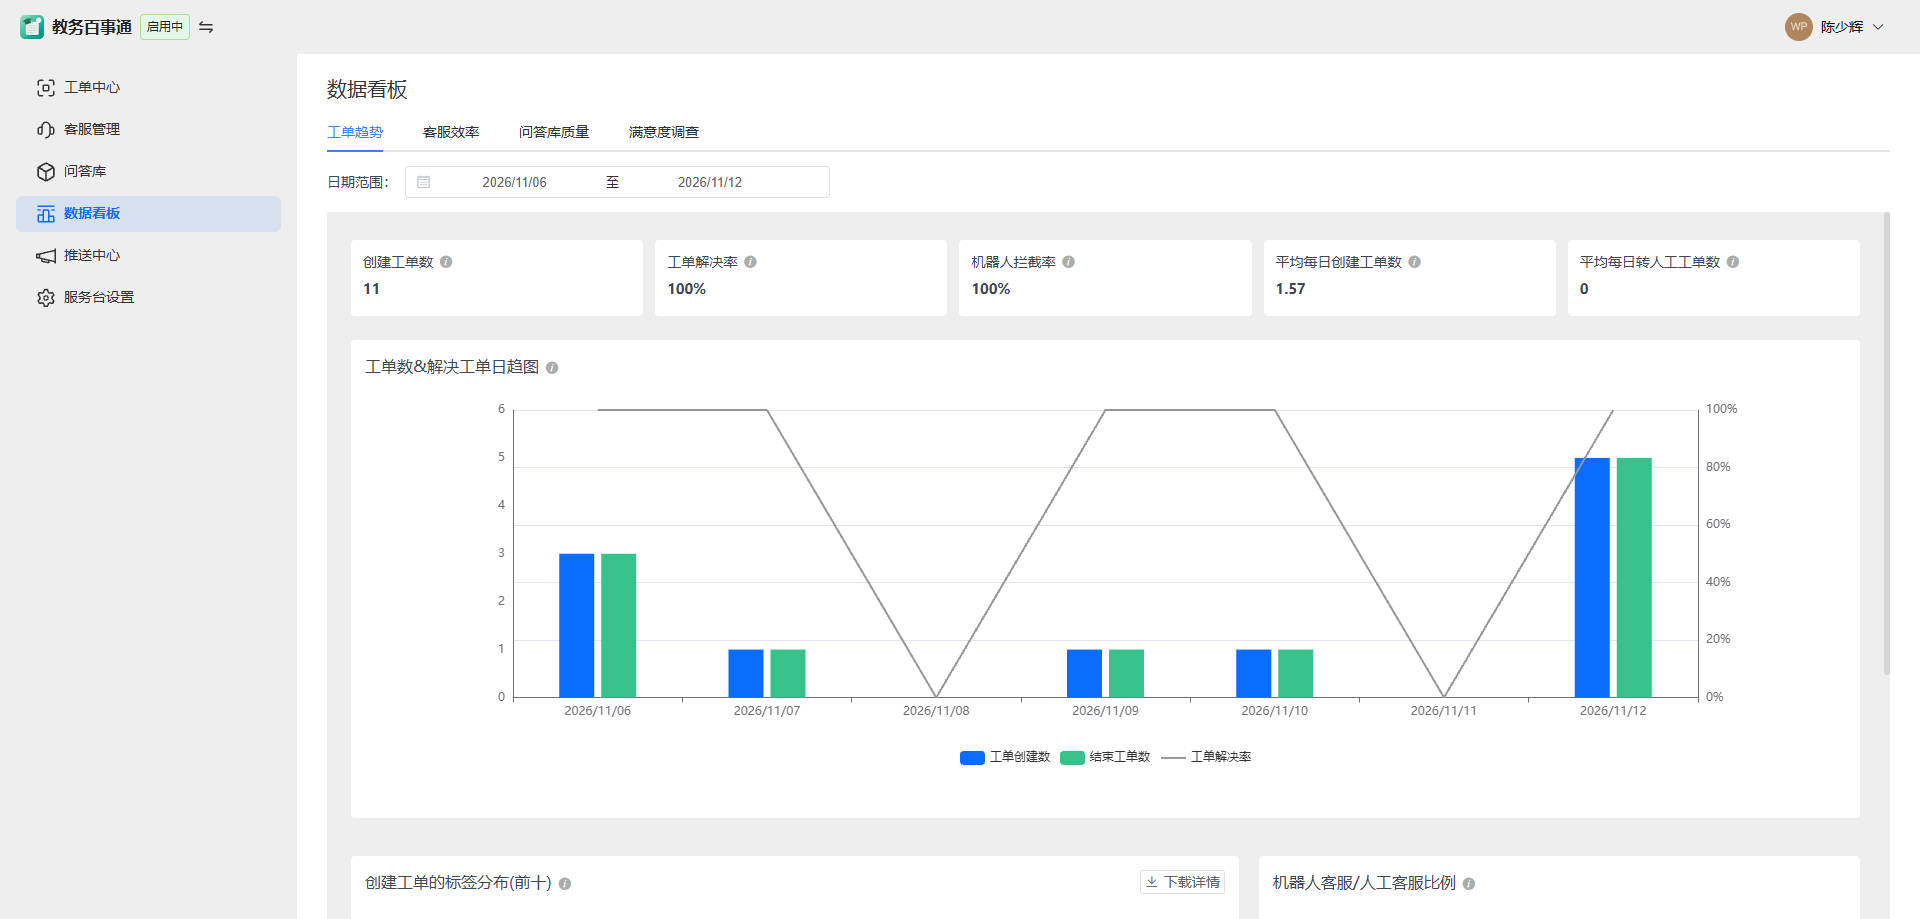 教务百事通 启用中
WP 陈少辉
工单中心
客服管理
问答库
数据看板
推送中心
服务台设置
数据看板
工单趋势 客服效率 问答库质量 满意度调查
日期范围： 2026/11/06 至 2026/11/12
创建工单数
11
工单解决率
100%
机器人拦截率
100%
平均每日创建工单数
1.57
平均每日转人工工单数
0
工单数&解决工单日趋图
6
5
4
3
2
1
0
100%
80%
60%
40%
20%
0%
2026/11/06 2026/11/07 2026/11/08 2026/11/09 2026/11/10 2026/11/11 2026/11/12
工单创建数 结束工单数 工单解决率
创建工单的标签分布(前十) 下载详情
机器人客服/人工客服比例